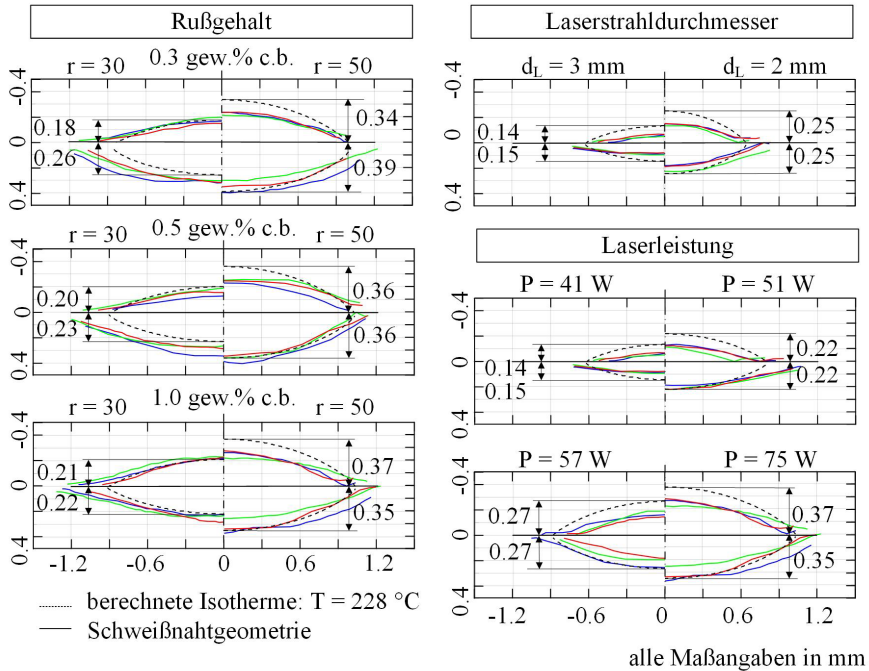 Rußgehalt
0.3 gew.% c.b.
r = 30 r = 50
-0.4
0
0.4
0.18
0.26
0.34
0.39
0.5 gew.% c.b.
r = 30 r = 50
-0.4
0
0.4
0.20
0.23
0.36
0.36
1.0 gew.% c.b.
r = 30 r = 50
-0.4
0
0.4
0.21
0.22
0.37
0.35
-1.2 -0.6 0 0.6 1.2
berechnete Isotherme: T = 228 °C
Schweißnahtgeometrie
Laserstrahldurchmesser
d_L = 3 mm d_L = 2 mm
-0.4
0
0.4
0.14
0.15
0.25
0.25
Laserleistung
P = 41 W P = 51 W
-0.4
0
0.4
0.14
0.15
0.22
0.22
P = 57 W P = 75 W
-0.4
0
0.4
0.27
0.27
0.37
0.35
-1.2 -0.6 0 0.6 1.2
alle Maßangaben in mm